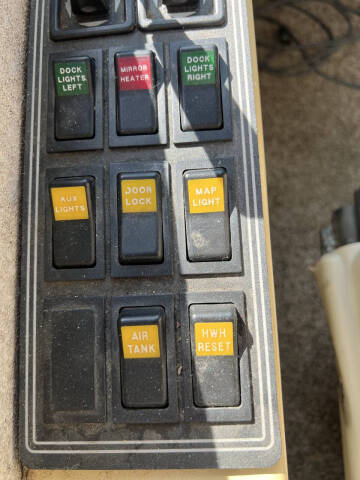 DOCK
LIGHTS
LEFT
MIRROR
HEATER
DOCK
LIGHTS
RIGHT
AUX
LIGHTS
DOOR
LOCK
MAP
LIGHT
AIR
TANK
HWH
RESET